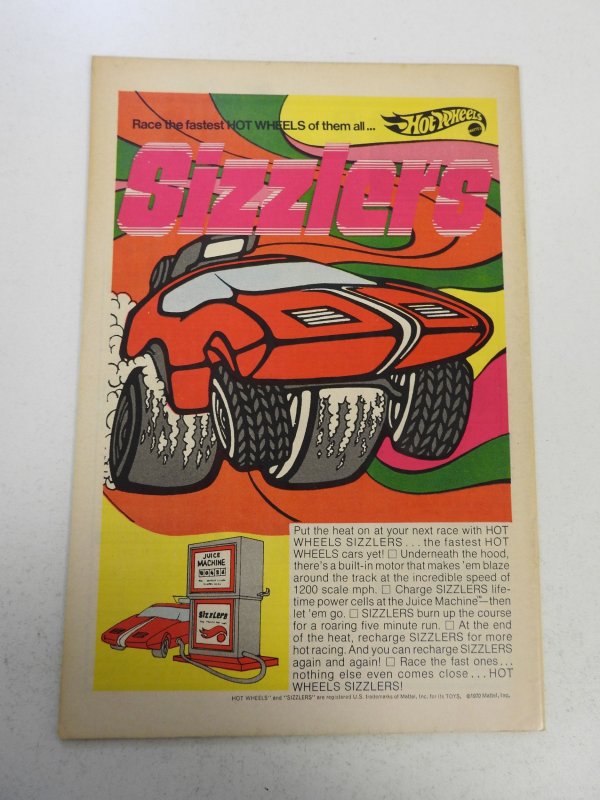 Race the fastest HOT WHEELS of them all...
Hot Wheels
MATTEL
Sizzlers
JUICE
MACHINE
Sizzlers
Put the heat on at your next race with HOT
WHEELS SIZZLERS...the fastest HOT
WHEELS cars yet! □ Underneath the hood,
there's a built-in motor that makes 'em blaze
around the track at the incredible speed of
1200 scale mph. □ Charge SIZZLERS life-
time power cells at the Juice Machine™—then
let 'em go. □ SIZZLERS burn up the course
for a roaring five minute run. □ At the end
of the heat, recharge SIZZLERS for more
hot racing. And you can recharge SIZZLERS
again and again! □ Race the fast ones...
nothing else even comes close...HOT
WHEELS SIZZLERS!
HOT WHEELS" and "SIZZLERS" are registered U.S. trademarks of Mattel, Inc. for its TOYS. ©1970 Mattel, Inc.